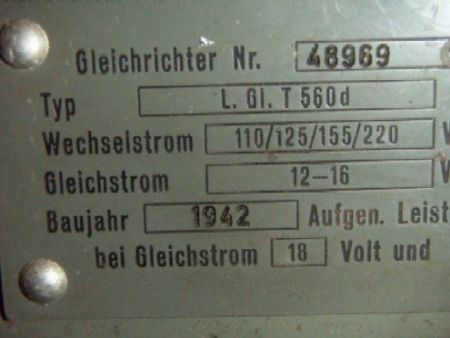 Gleichrichter Nr. 48969
Typ L. Gl. T 560d
Wechselstrom 110/125/155/220 V
Gleichstrom 12-16 V
Baujahr 1942 Aufgen. Leist
bei Gleichstrom 18 Volt und